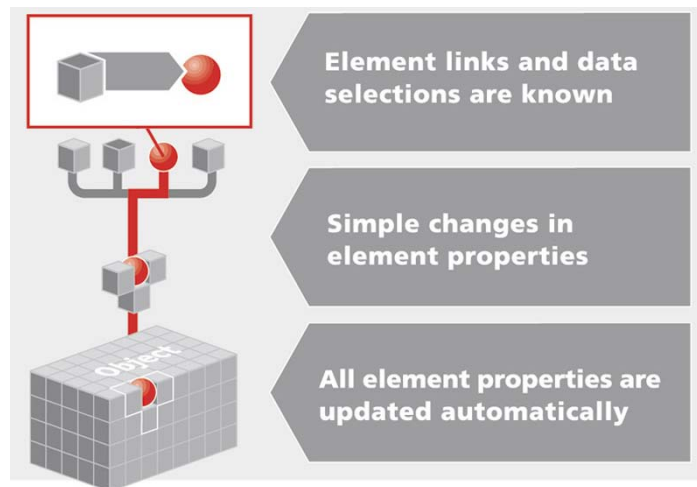 Element links and data
selections are known
Simple changes in
element properties
Object
All element properties are
updated automatically